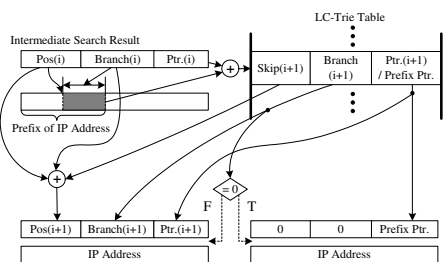 LC-Trie Table
Intermediate Search Result
Pos(i) Branch(i) Ptr.(i)
+
Skip(i+1) Branch (i+1) Ptr.(i+1) / Prefix Ptr.
Prefix of IP Address
+
= 0
F T
Pos(i+1) Branch(i+1) Ptr.(i+1)
0 0 Prefix Ptr.
IP Address
IP Address